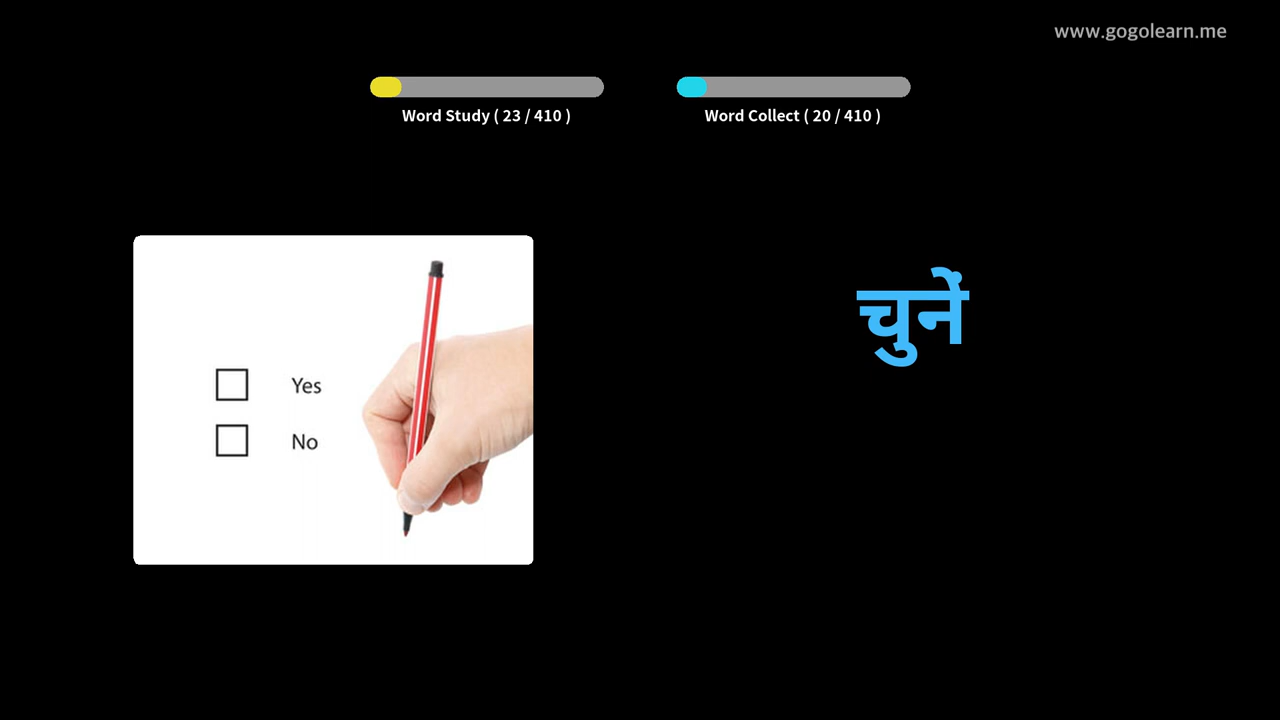 www.gogolearn.me
Word Study ( 23 / 410 )
Word Collect ( 20 / 410 )
Yes
No
चुनें